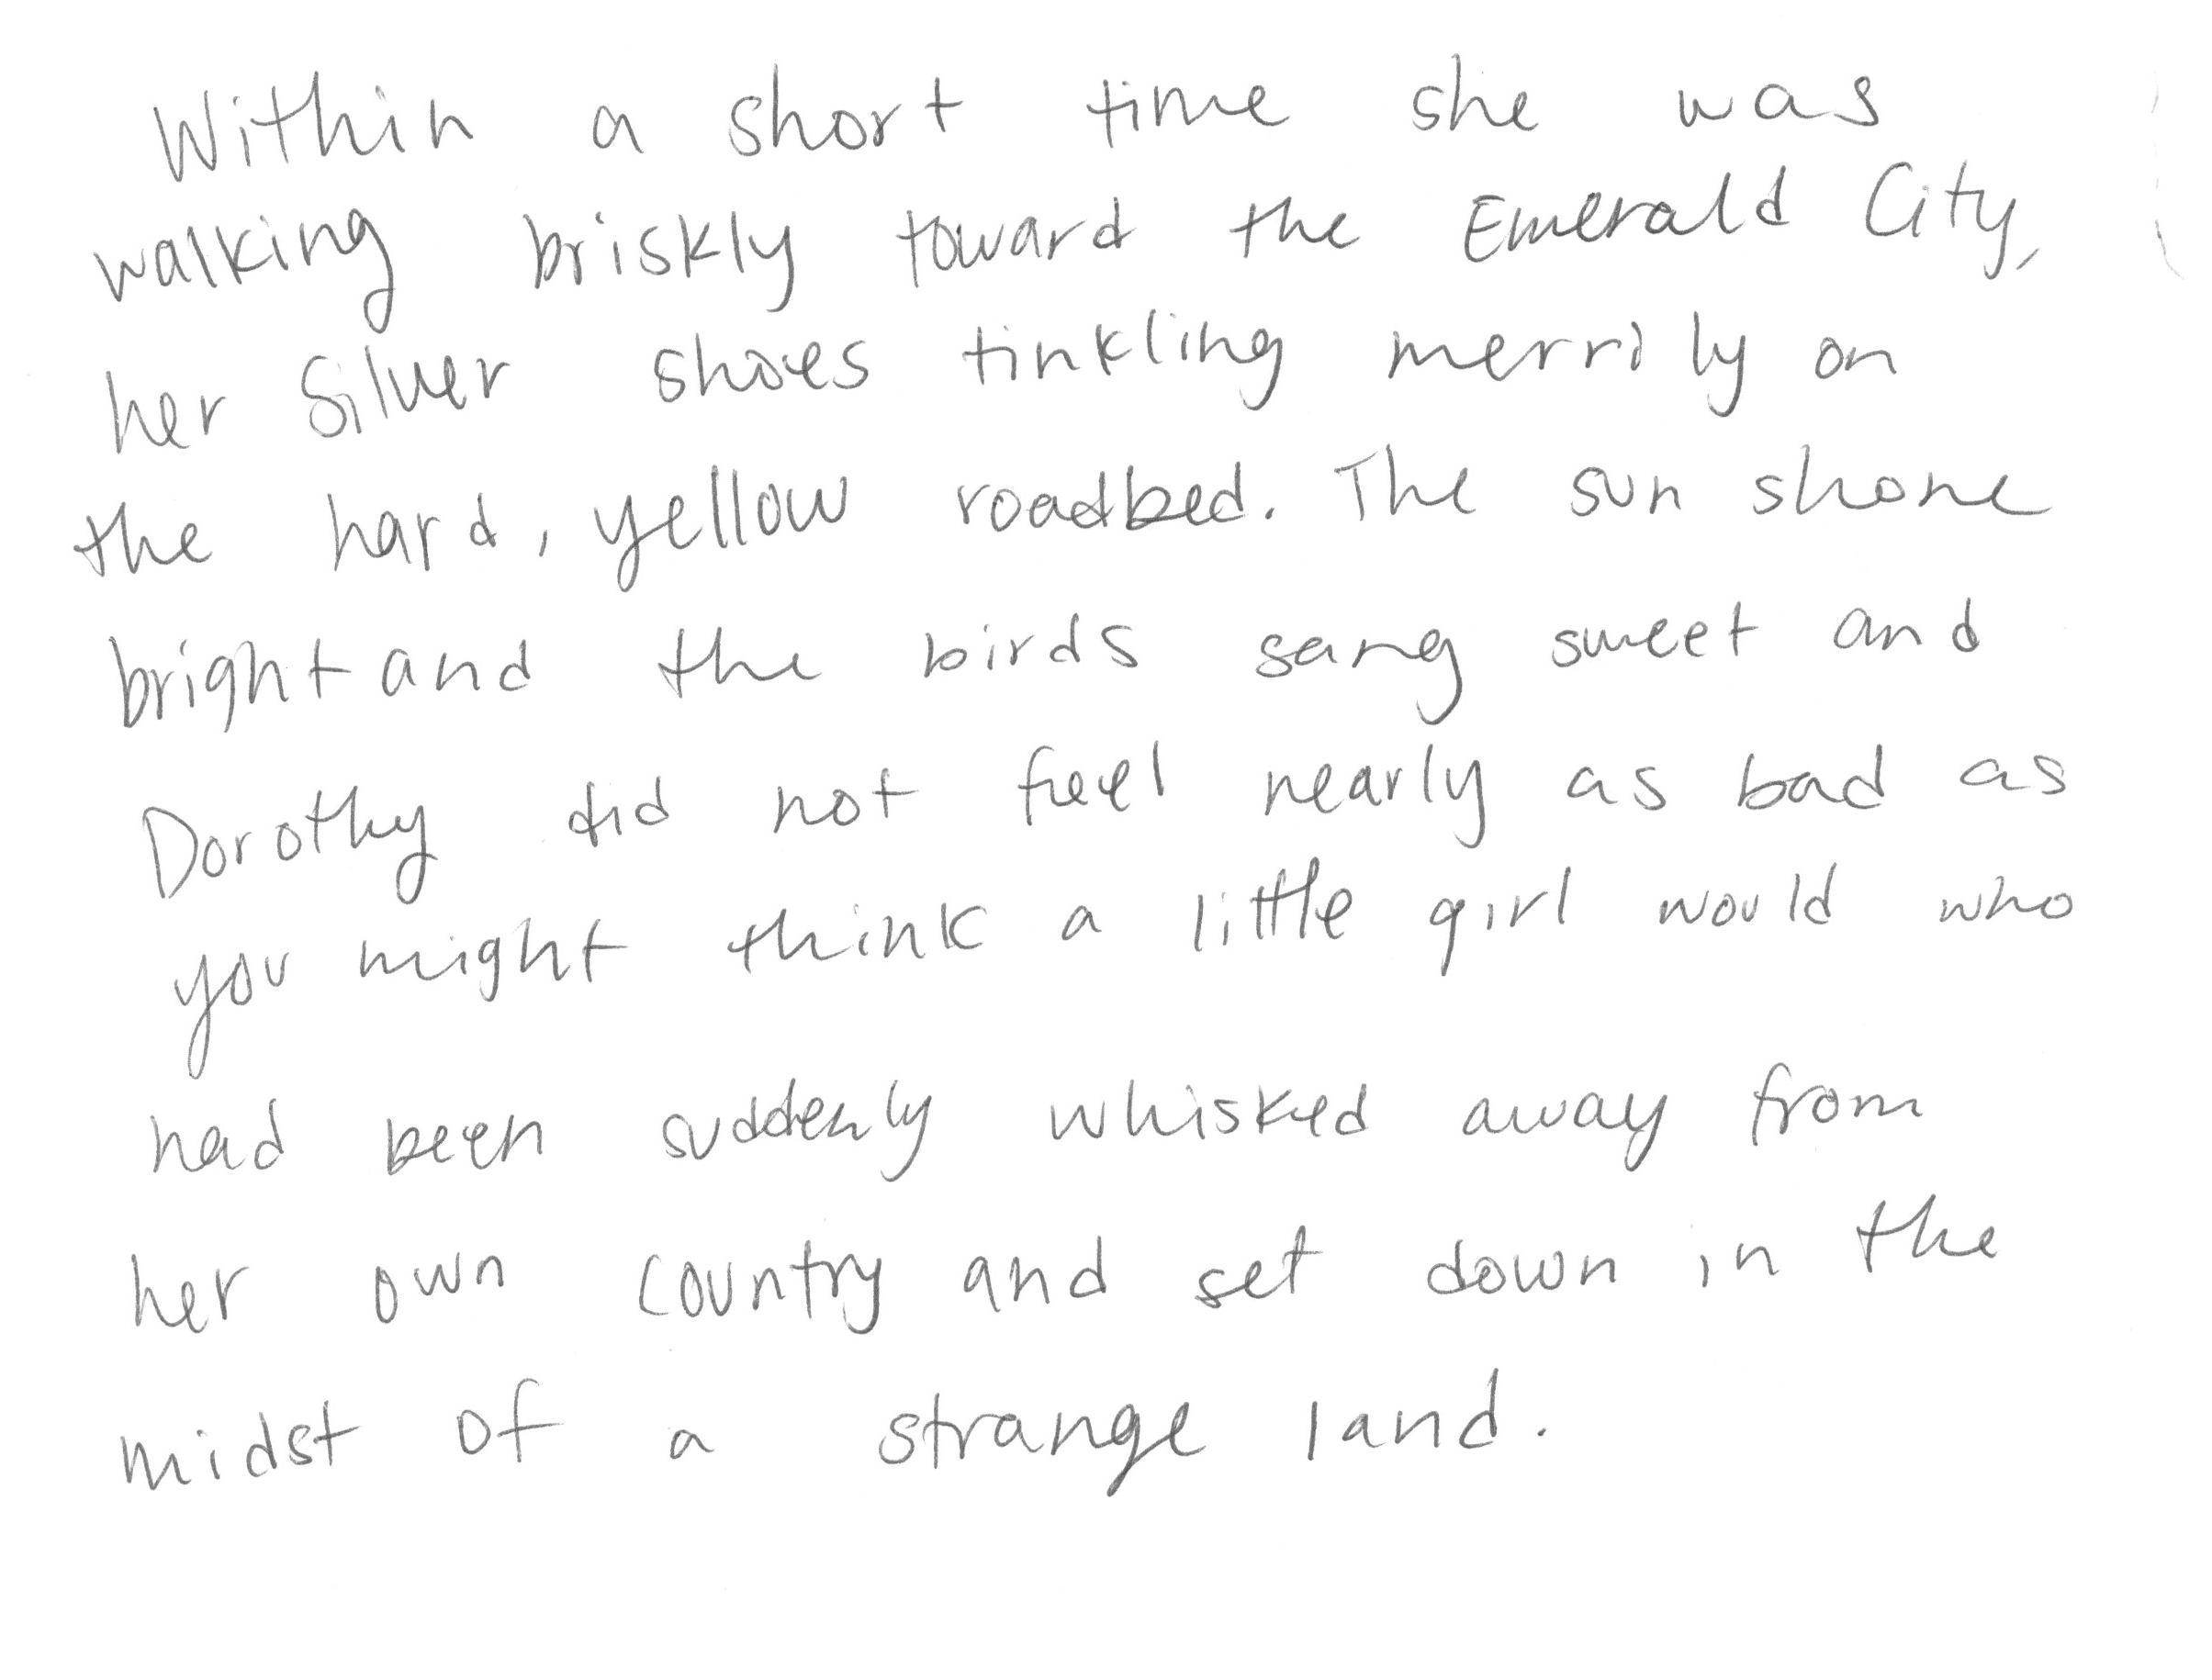 Within a short time she was
walking briskly toward the Emerald City,
her Silver shoes tinkling merrily on
the hard, yellow roadbed. The sun shone
bright and the birds sang sweet and
Dorothy did not feel nearly as bad as
you might think a little girl would who
had been suddenly whisked away from
her own country and set down in the
midst of a strange land.